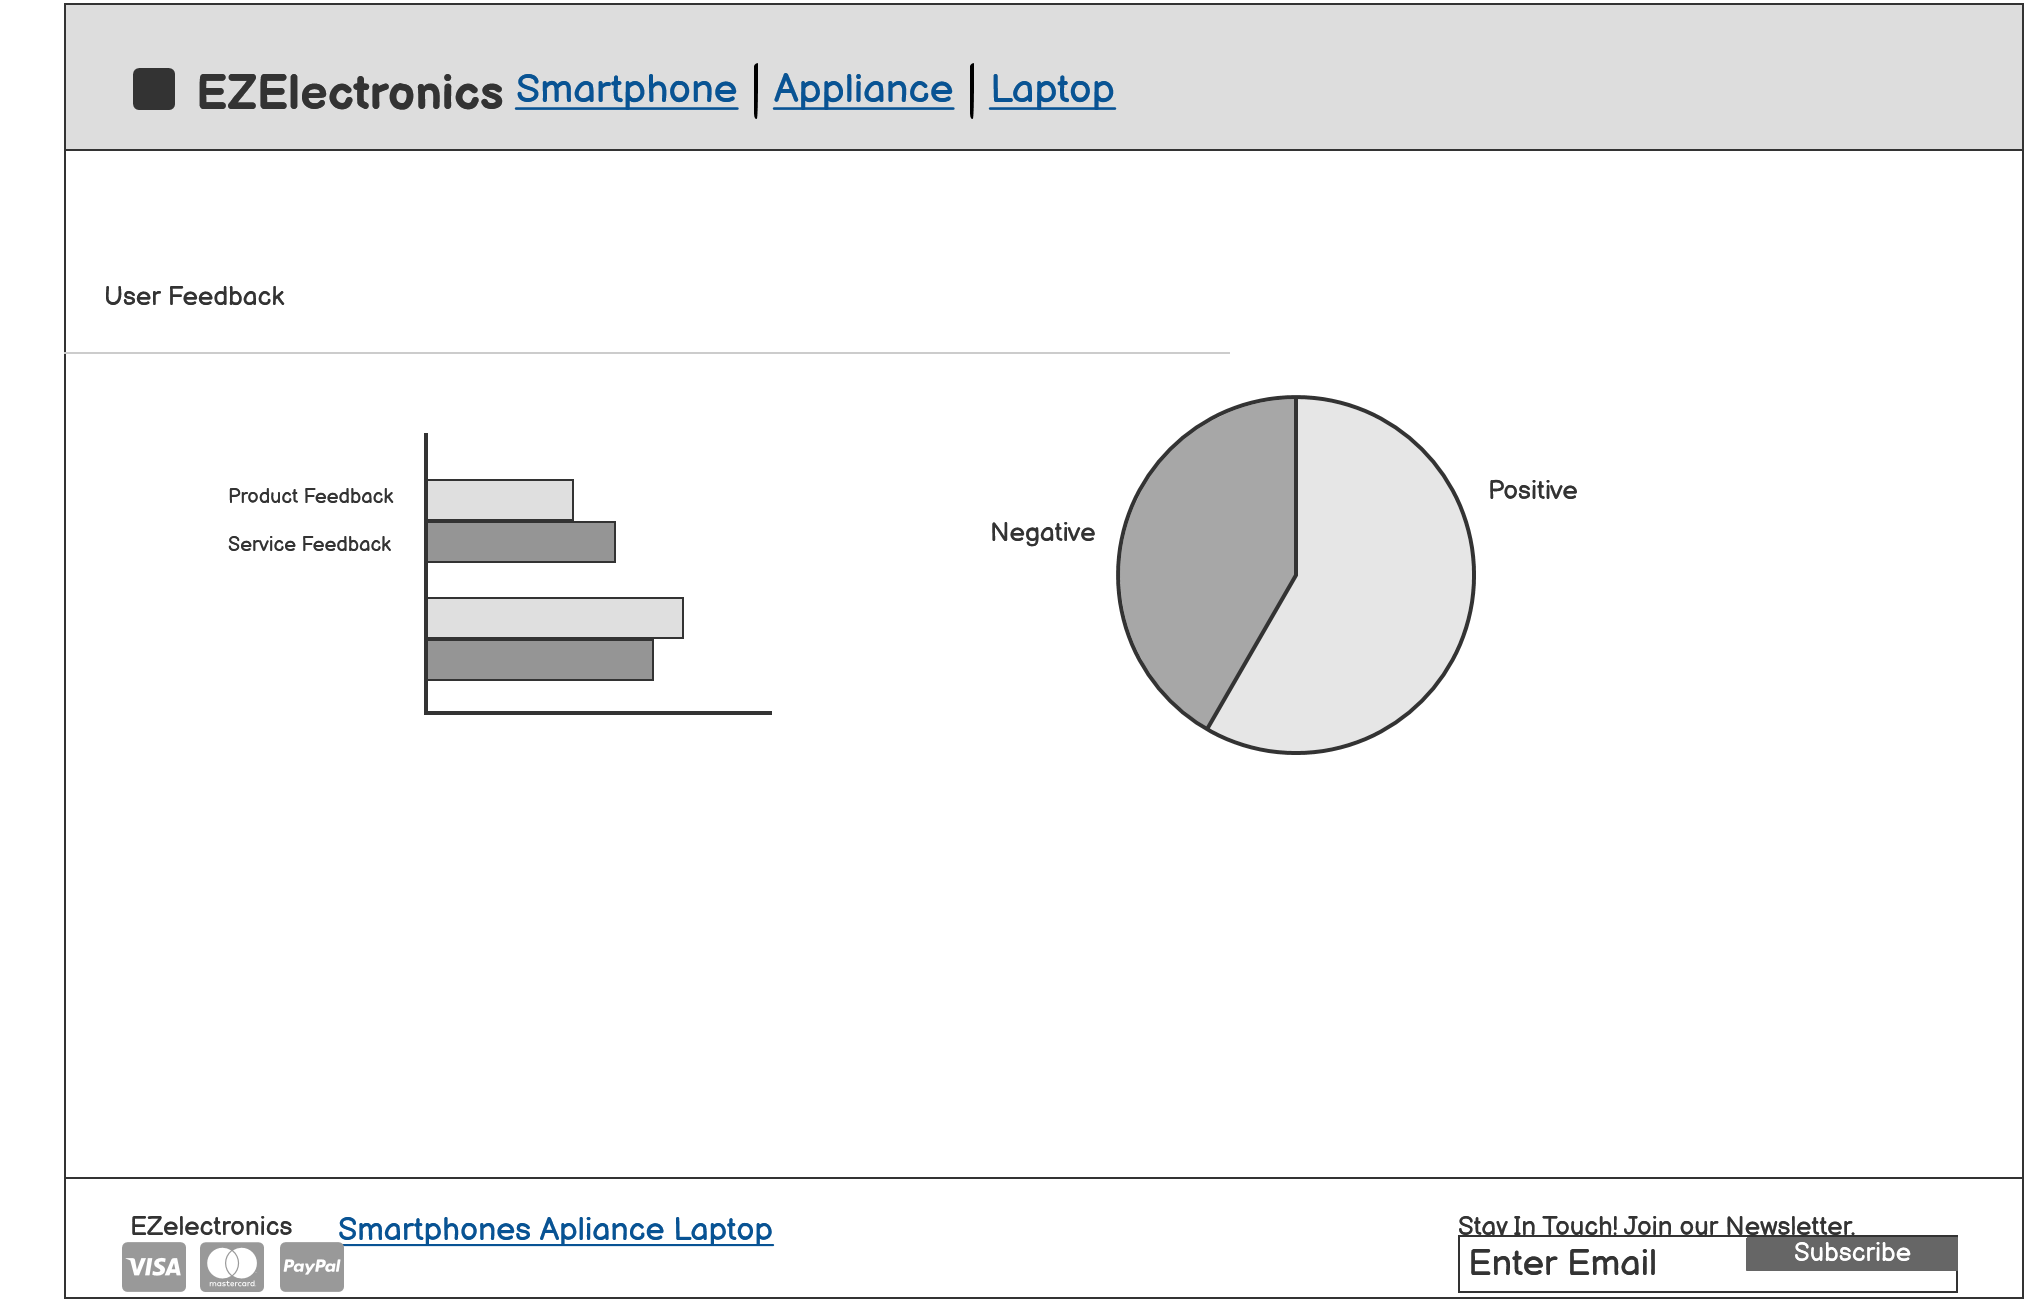 EZElectronics Smartphone Appliance Laptop
User Feedback
Product Feedback
Service Feedback
Negative
Positive
EZelectronics
Smartphones Apliance Laptop
VISA
mastercard
PayPal
Stay In Touch! Join our Newsletter.
Enter Email
Subscribe